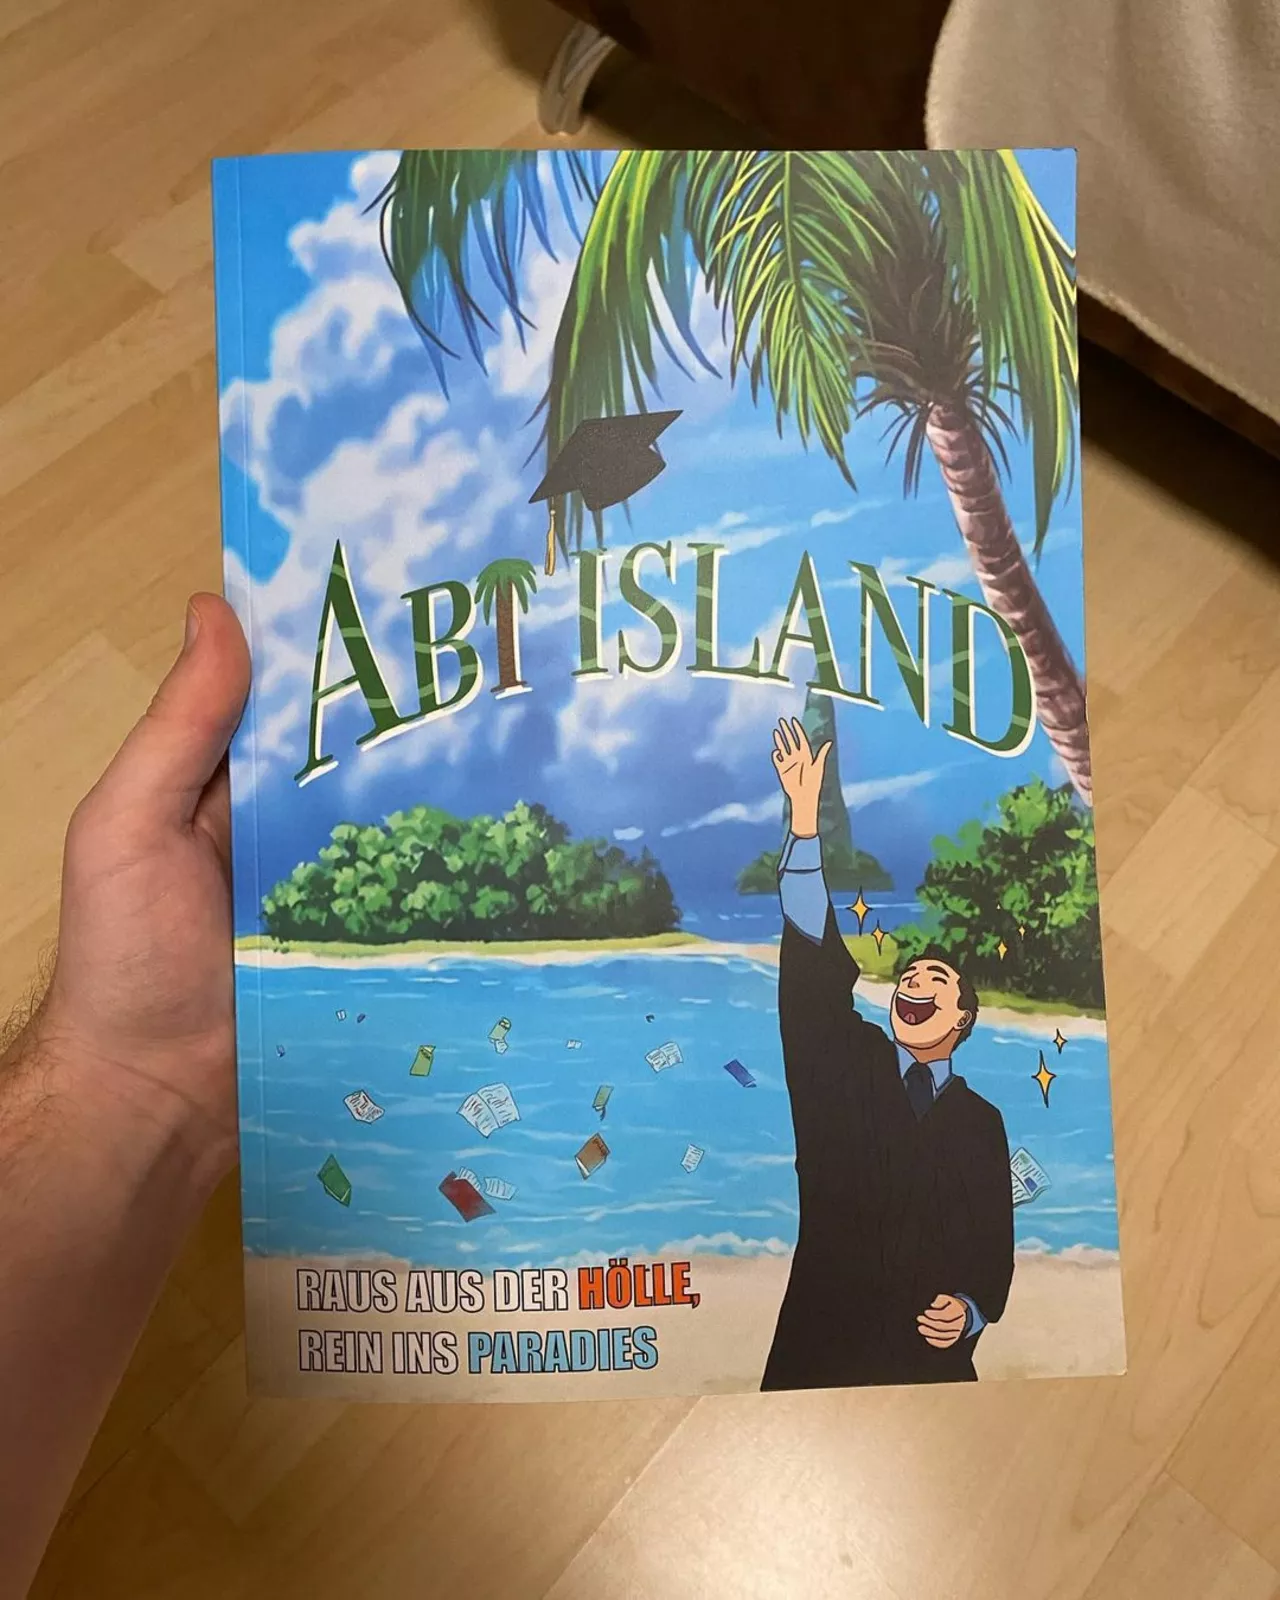 ABI ISLAND
RAUS AUS DER HÖLLE,
REIN INS PARADIES